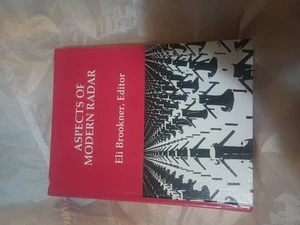 ASPECTS OF
MODERN RADAR
Eli Brookner, Editor